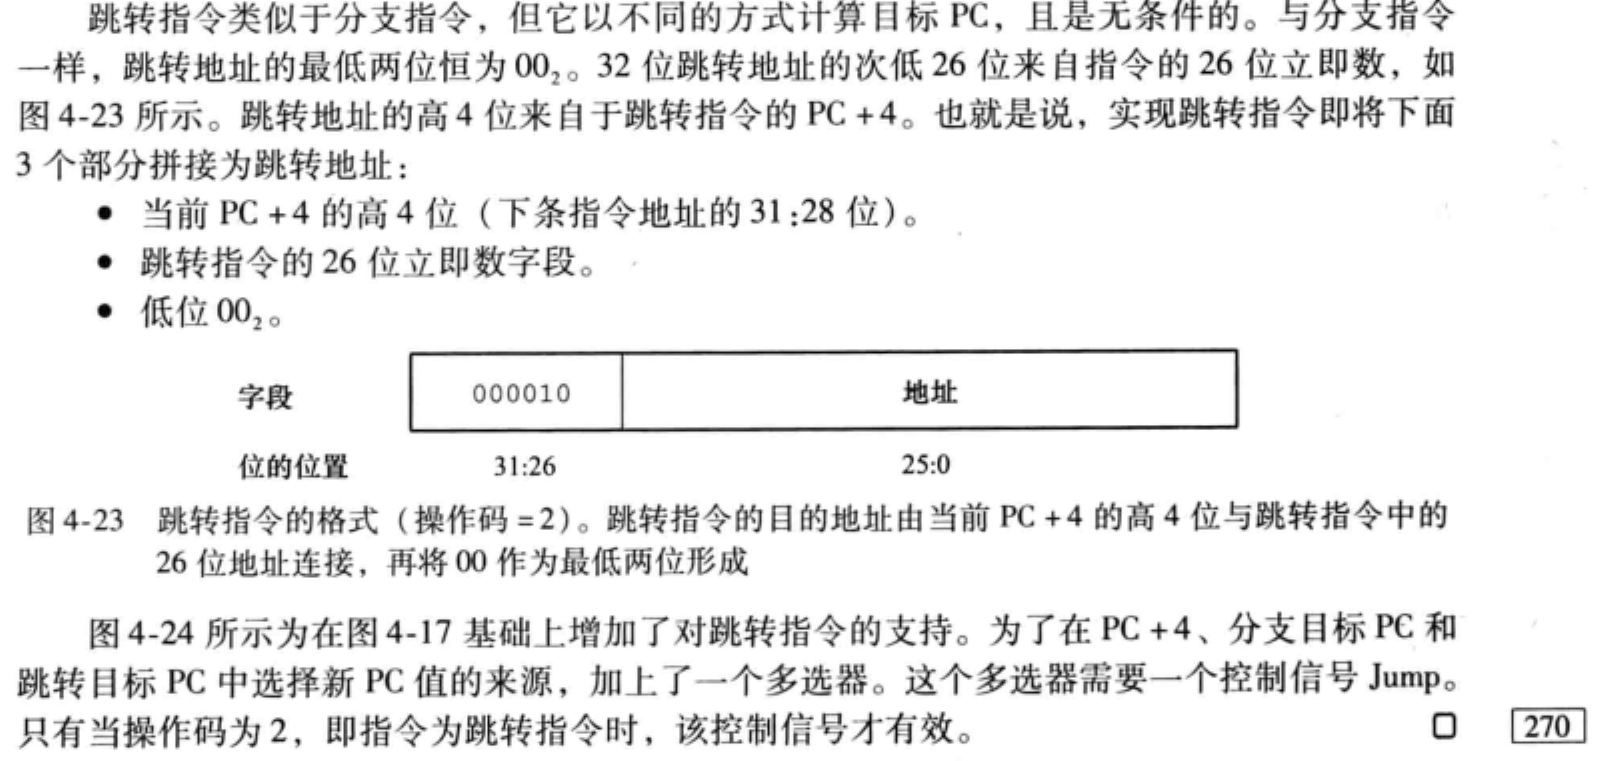 跳转指令类似于分支指令，但它以不同的方式计算目标 PC，且是无条件的。与分支指令
一样，跳转地址的最低两位恒为 00₂。32 位跳转地址的次低 26 位来自指令的 26 位立即数，如
图 4-23 所示。跳转地址的高 4 位来自于跳转指令的 PC +4。也就是说，实现跳转指令即将下面
3 个部分拼接为跳转地址：
● 当前 PC +4 的高 4 位（下条指令地址的 31:28 位）。
● 跳转指令的 26 位立即数字段。
● 低位 00₂。
字段 000010 地址
位的位置 31:26 25:0
图 4-23 跳转指令的格式（操作码 =2）。跳转指令的目的地址由当前 PC +4 的高 4 位与跳转指令中的
26 位地址连接，再将 00 作为最低两位形成
图 4-24 所示为在图 4-17 基础上增加了对跳转指令的支持。为了在 PC +4、分支目标 PC 和
跳转目标 PC 中选择新 PC 值的来源，加上了一个多选器。这个多选器需要一个控制信号 Jump。
只有当操作码为 2，即指令为跳转指令时，该控制信号才有效。
270